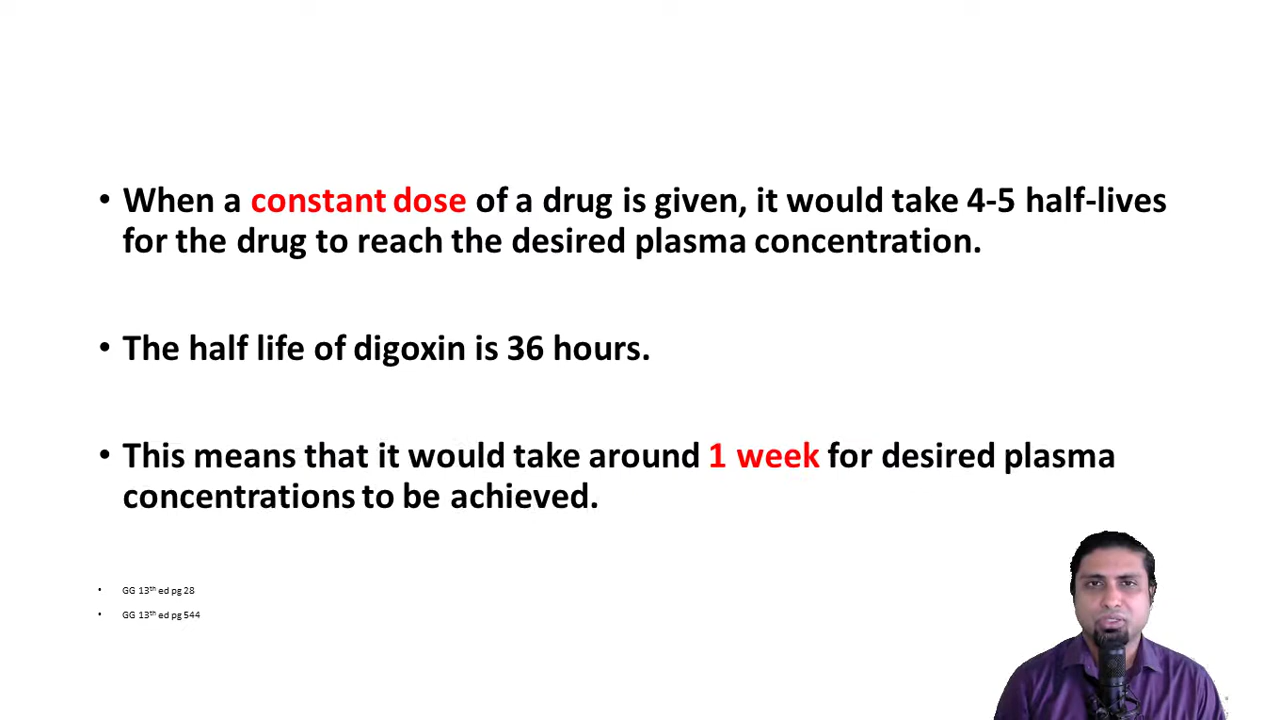 • When a constant dose of a drug is given, it would take 4-5 half-lives
for the drug to reach the desired plasma concentration.
• The half life of digoxin is 36 hours.
• This means that it would take around 1 week for desired plasma
concentrations to be achieved.
• GG 13th ed pg 28
• GG 13th ed pg 544